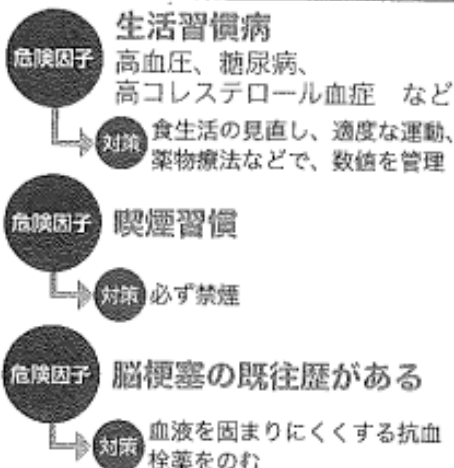 危険因子
生活習慣病
高血圧、糖尿病、
高コレステロール血症 など
対策
食生活の見直し、適度な運動、
薬物療法などで、数値を管理
危険因子
喫煙習慣
対策
必ず禁煙
危険因子
脳梗塞の既往歴がある
対策
血液を固まりにくくする抗血
栓薬をのむ